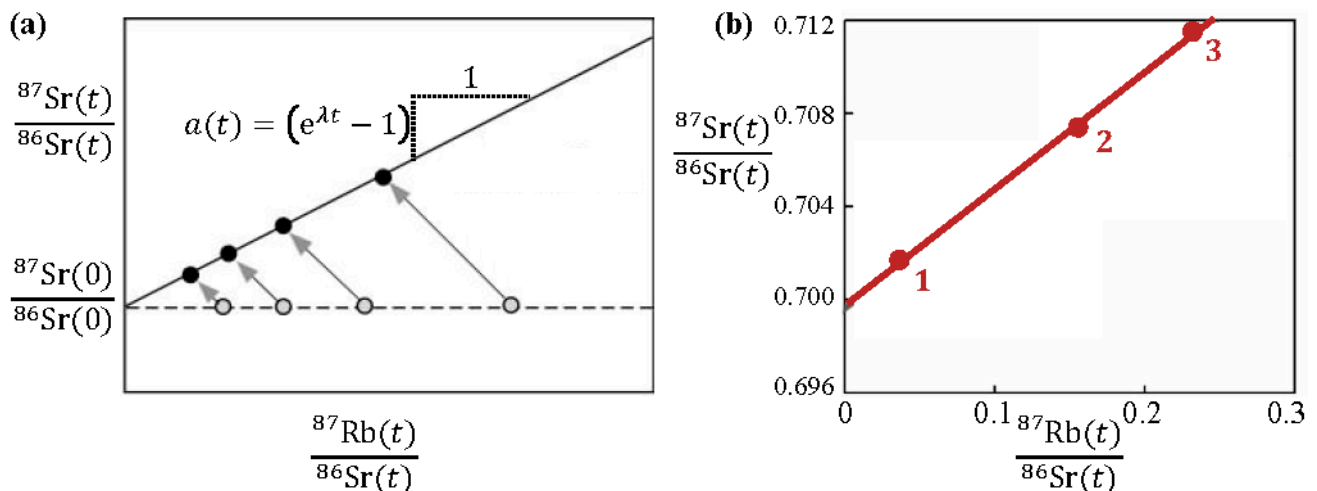 (a)
⁸⁷Sr(t)
⁸⁶Sr(t)
a(t) = (e^λt − 1)
1
⁸⁷Sr(0)
⁸⁶Sr(0)
⁸⁷Rb(t)
⁸⁶Sr(t)
(b)
⁸⁷Sr(t)
⁸⁶Sr(t)
0.712
0.708
0.704
0.700
0.696
3
2
1
0 0.1 0.2 0.3
⁸⁷Rb(t)
⁸⁶Sr(t)